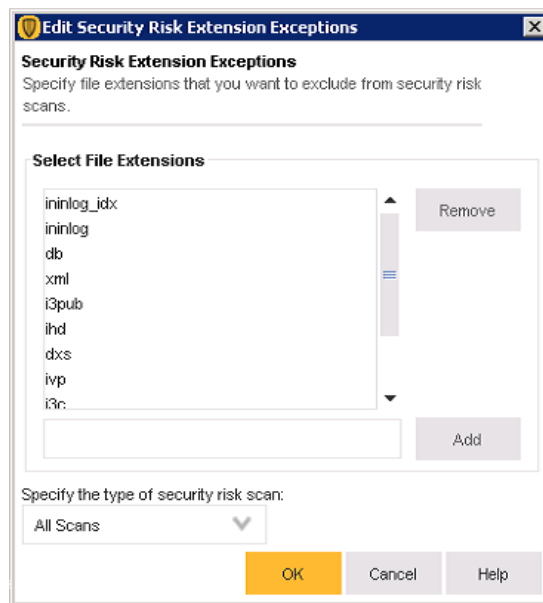 Edit Security Risk Extension Exceptions
Security Risk Extension Exceptions
Specify file extensions that you want to exclude from security risk
scans.
Select File Extensions
ininlog_idx
ininlog
db
xml
i3pub
ihd
dxs
ivp
i3c
Remove
Add
Specify the type of security risk scan:
All Scans
OK
Cancel
Help